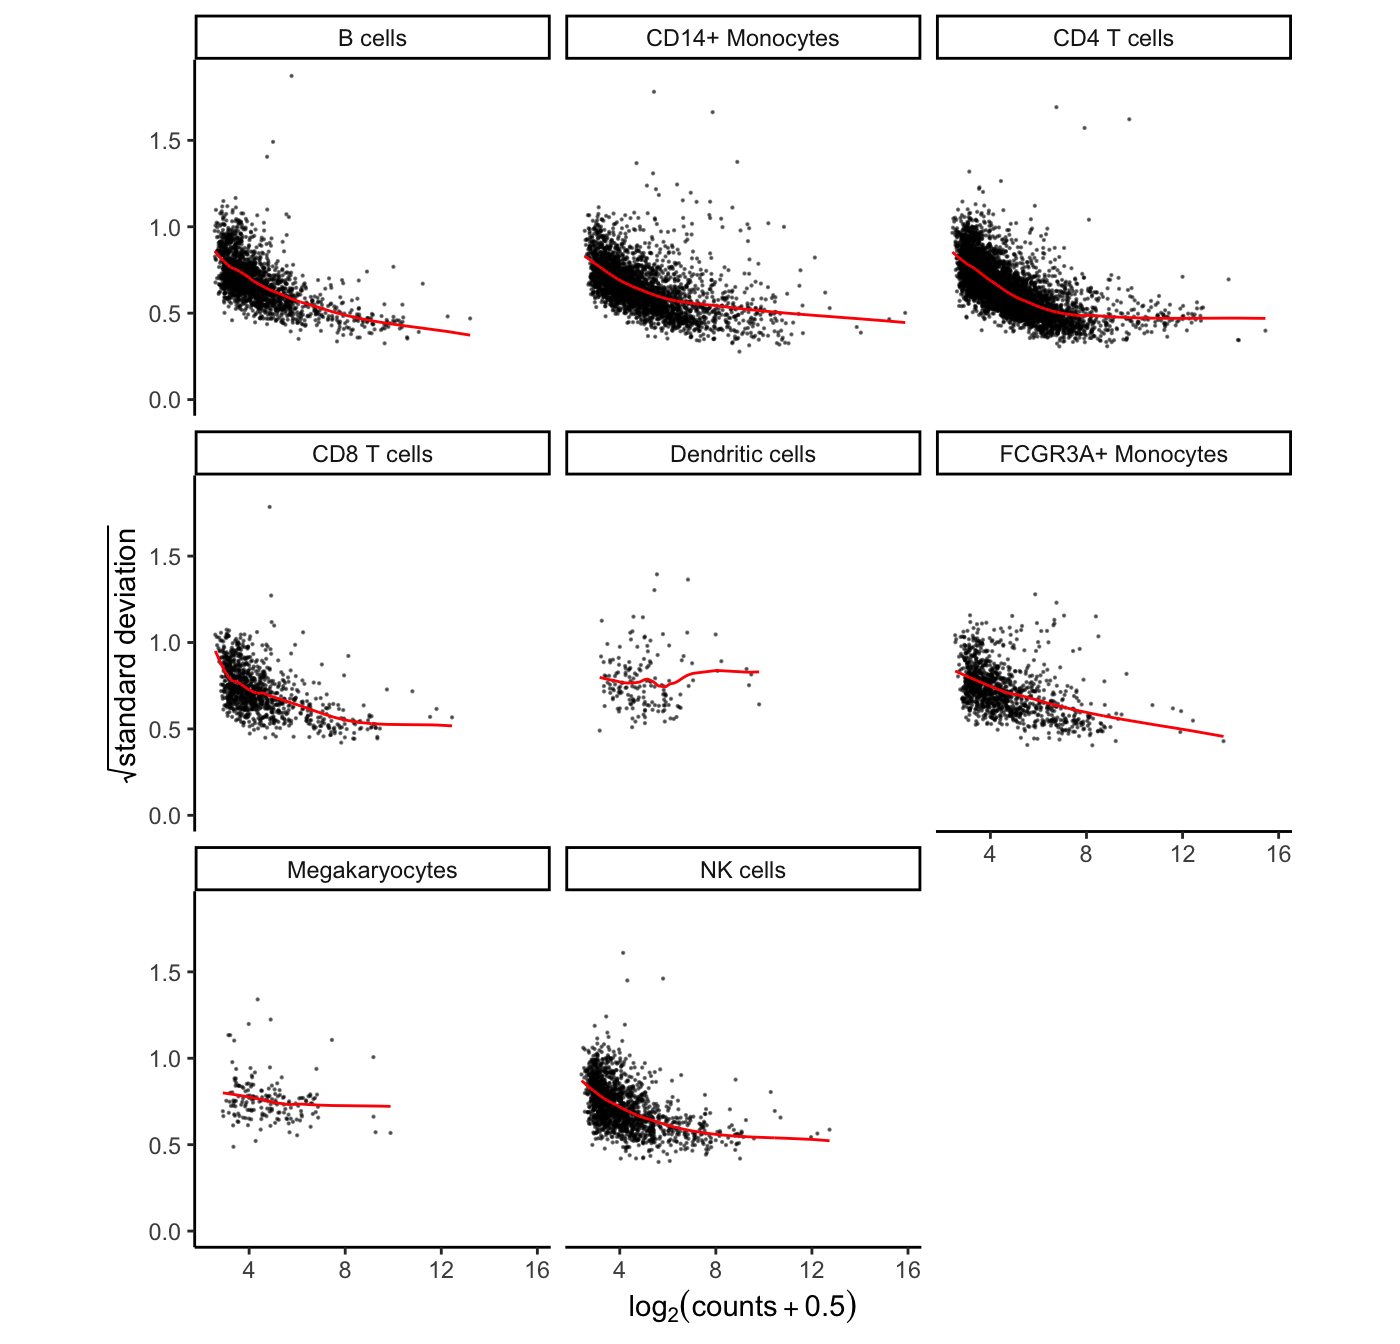 B cells CD14+ Monocytes CD4 T cells
1.5
1.0
0.5
0.0
CD8 T cells Dendritic cells FCGR3A+ Monocytes
√standard deviation
1.5
1.0
0.5
0.0
4 8 12 16
Megakaryocytes NK cells
1.5
1.0
0.5
0.0
4 8 12 16 4 8 12 16
log₂(counts + 0.5)